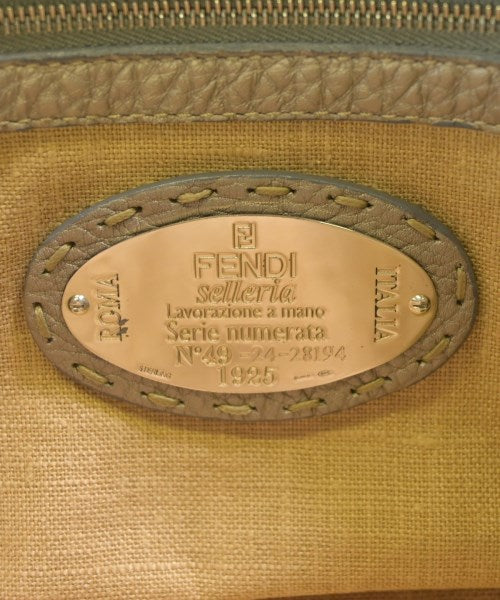 FENDI
selleria
Lavorazione a mano
Serie numerata
N°49-24-28194
1925
ROMA
ITALIA